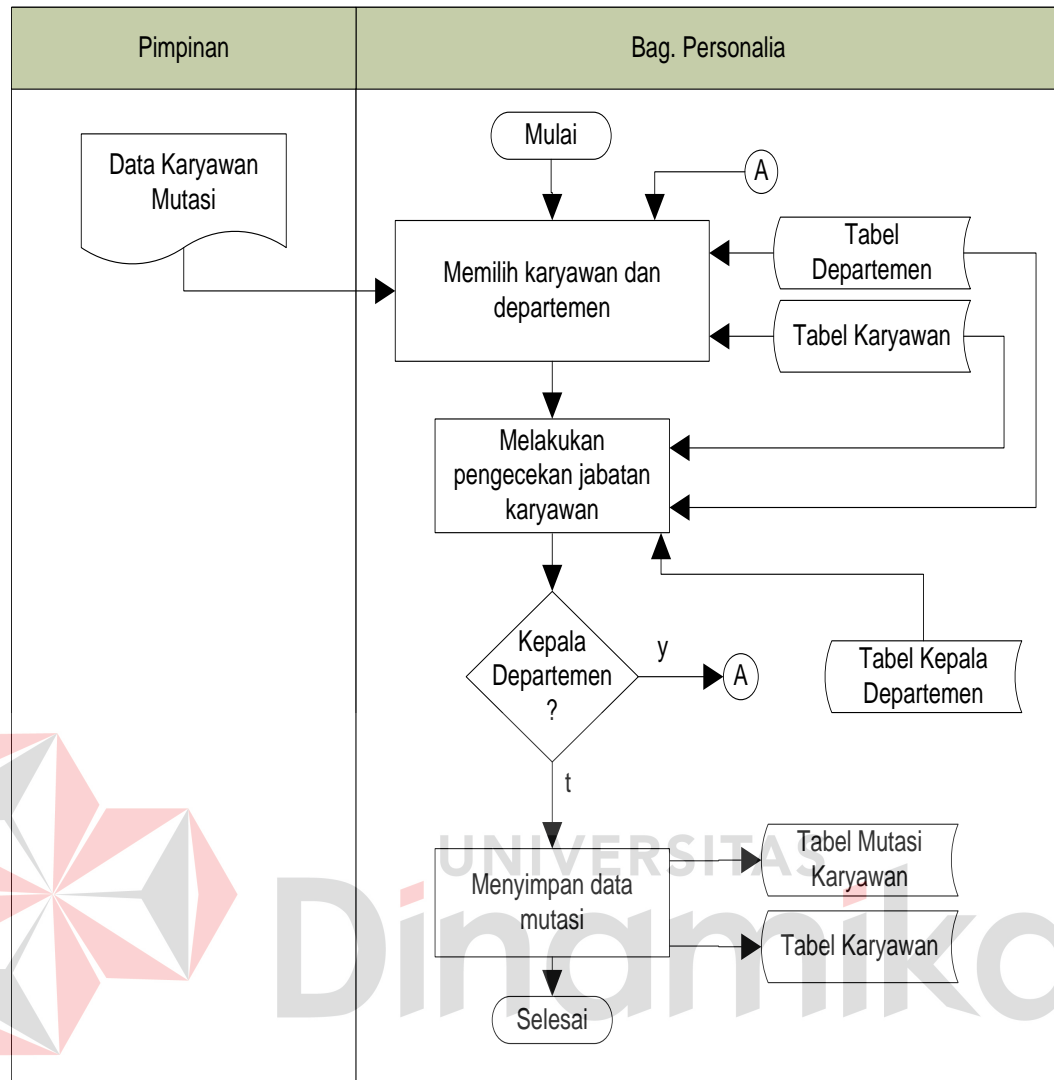 Pimpinan
Bag. Personalia
Mulai
A
Data Karyawan
Mutasi
Tabel
Departemen
Memilih karyawan dan
departemen
Tabel Karyawan
Melakukan
pengecekan jabatan
karyawan
Kepala
Departemen
?
y
A
Tabel Kepala
Departemen
t
UNIVERSITAS
Dinamika
Tabel Mutasi
Karyawan
Menyimpan data
mutasi
Tabel Karyawan
Selesai